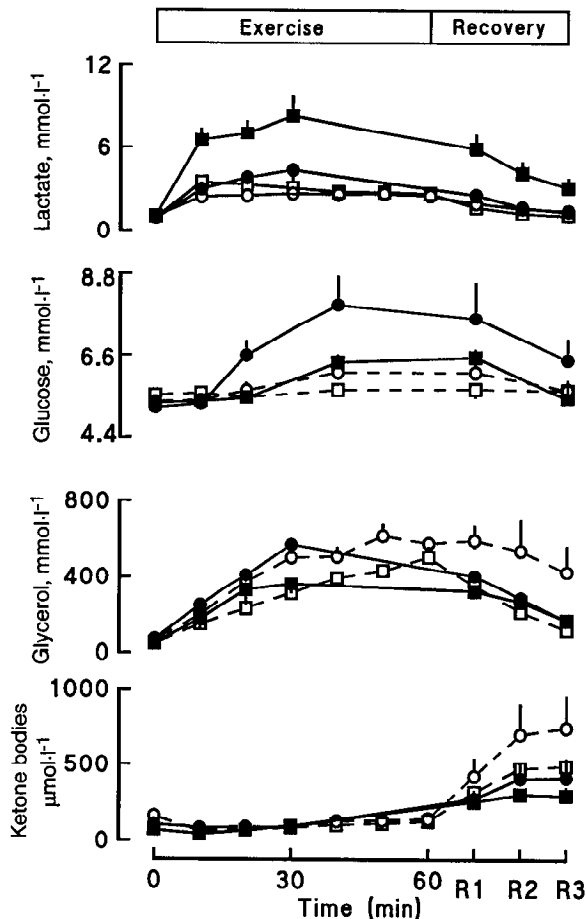 Exercise Recovery
12
6
0
Lactate, mmol·l⁻¹
8.8
6.6
4.4
Glucose, mmol·l⁻¹
800
400
0
Glycerol, mmol·l⁻¹
1000
500
0
Ketone bodies
μmol·l⁻¹
0 30 60 R1 R2 R3
Time (min)